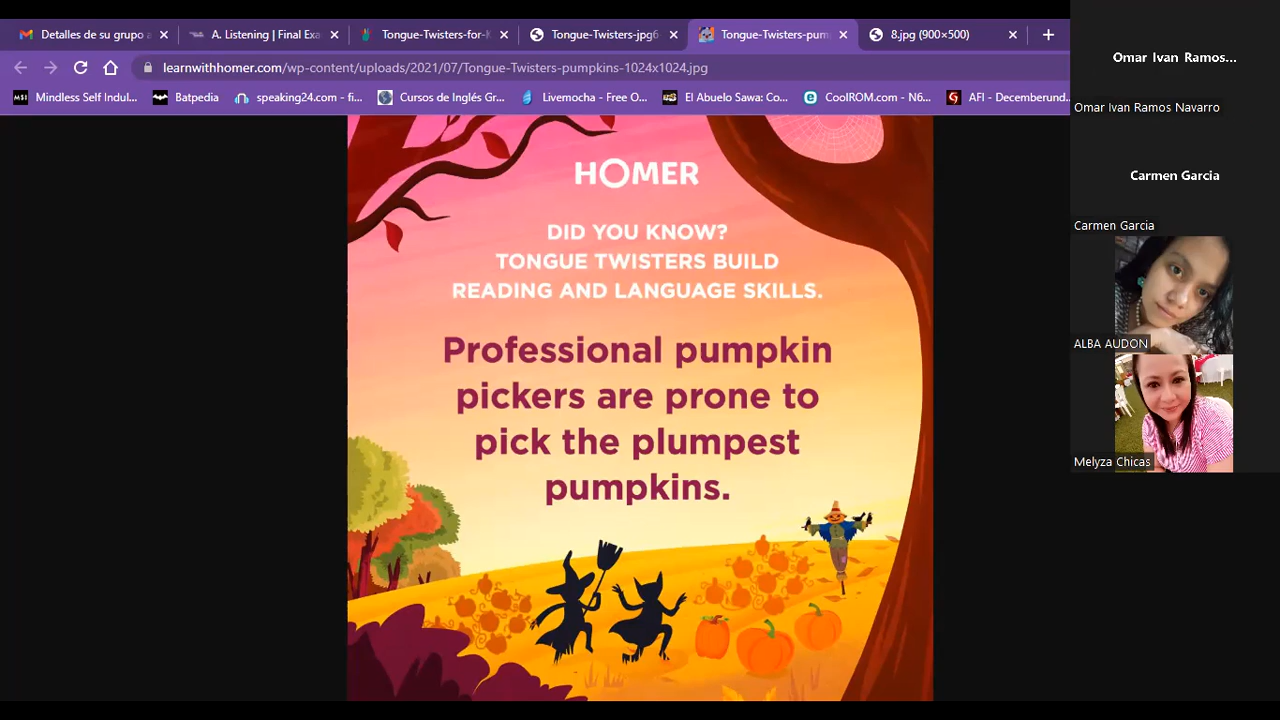 Detalles de su grupo a
A. Listening | Final Exa
Tongue-Twisters-for-K
Tongue-Twisters-jpg6
Tongue-Twisters-pum
8.jpg (900×500)
learnwithhomer.com/wp-content/uploads/2021/07/Tongue-Twisters-pumpkins-1024x1024.jpg
Mindless Self Indul...
Batpedia
speaking24.com - fi...
Cursos de Inglés Gr...
Livemocha - Free O...
El Abuelo Sawa: Co...
CoolROM.com - N6...
AFI - Decemberund...
HOMER
DID YOU KNOW?
TONGUE TWISTERS BUILD
READING AND LANGUAGE SKILLS.
Professional pumpkin
pickers are prone to
pick the plumpest
pumpkins.
Omar Ivan Ramos...
Omar Ivan Ramos Navarro
Carmen Garcia
Carmen Garcia
ALBA AUDON
Melyza Chicas